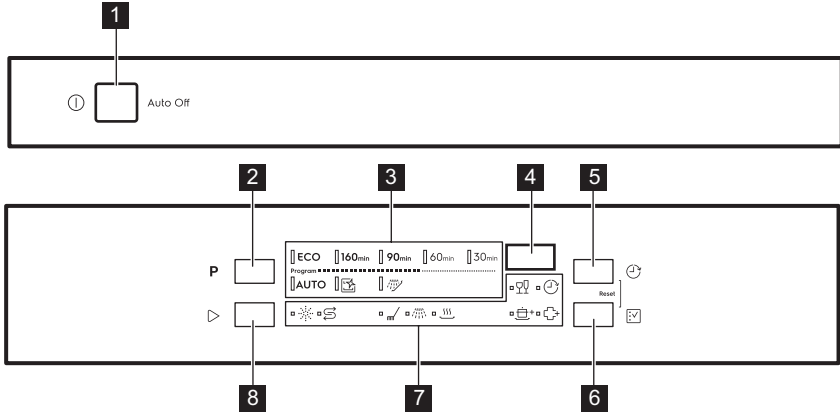 1
Auto Off
2 3 4 5
ECO 160min 90min 60min 30min
P
Program
AUTO
Reset
8 7 6